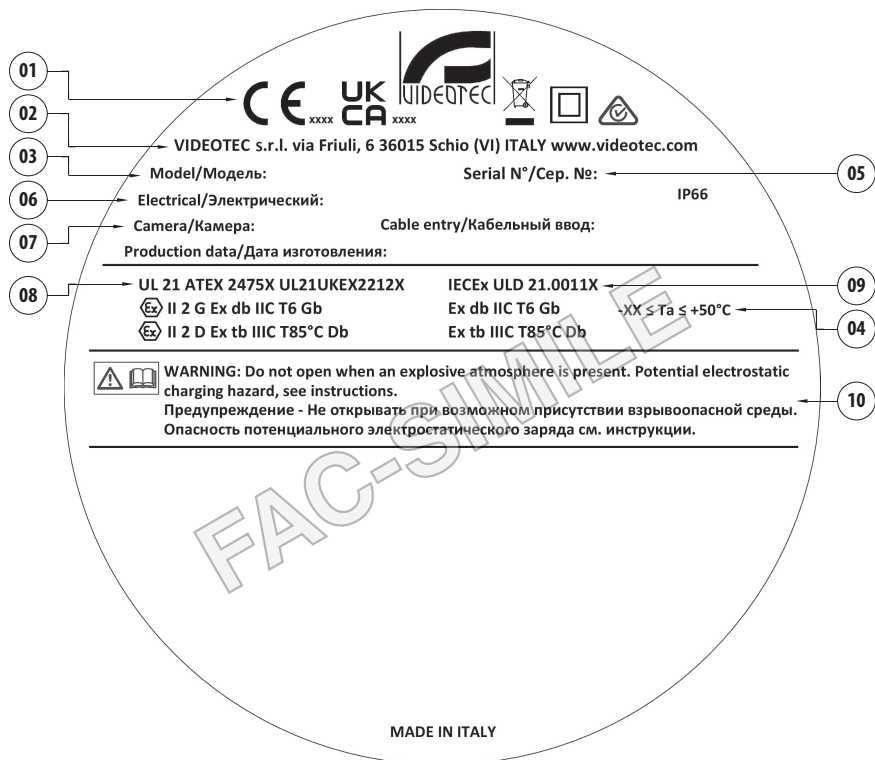 01
CE xxxx UK CA xxxx VIDEOTEC
02
VIDEOTEC s.r.l. via Friuli, 6 36015 Schio (VI) ITALY www.videotec.com
03 Model/Модель: Serial N°/Сер. №: 05
06 Electrical/Электрический: IP66
07 Camera/Камера: Cable entry/Кабельный ввод:
Production data/Дата изготовления:
08 UL 21 ATEX 2475X UL21UKEX2212X IECEx ULD 21.0011X 09
Ex II 2 G Ex db IIC T6 Gb Ex db IIC T6 Gb -XX ≤ Ta ≤ +50°C 04
Ex II 2 D Ex tb IIIC T85°C Db Ex tb IIIC T85°C Db
WARNING: Do not open when an explosive atmosphere is present. Potential electrostatic
charging hazard, see instructions.
Предупреждение - Не открывать при возможном присутствии взрывоопасной среды. 10
Опасность потенциального электростатического заряда см. инструкции.
FAC-SIMILE
MADE IN ITALY